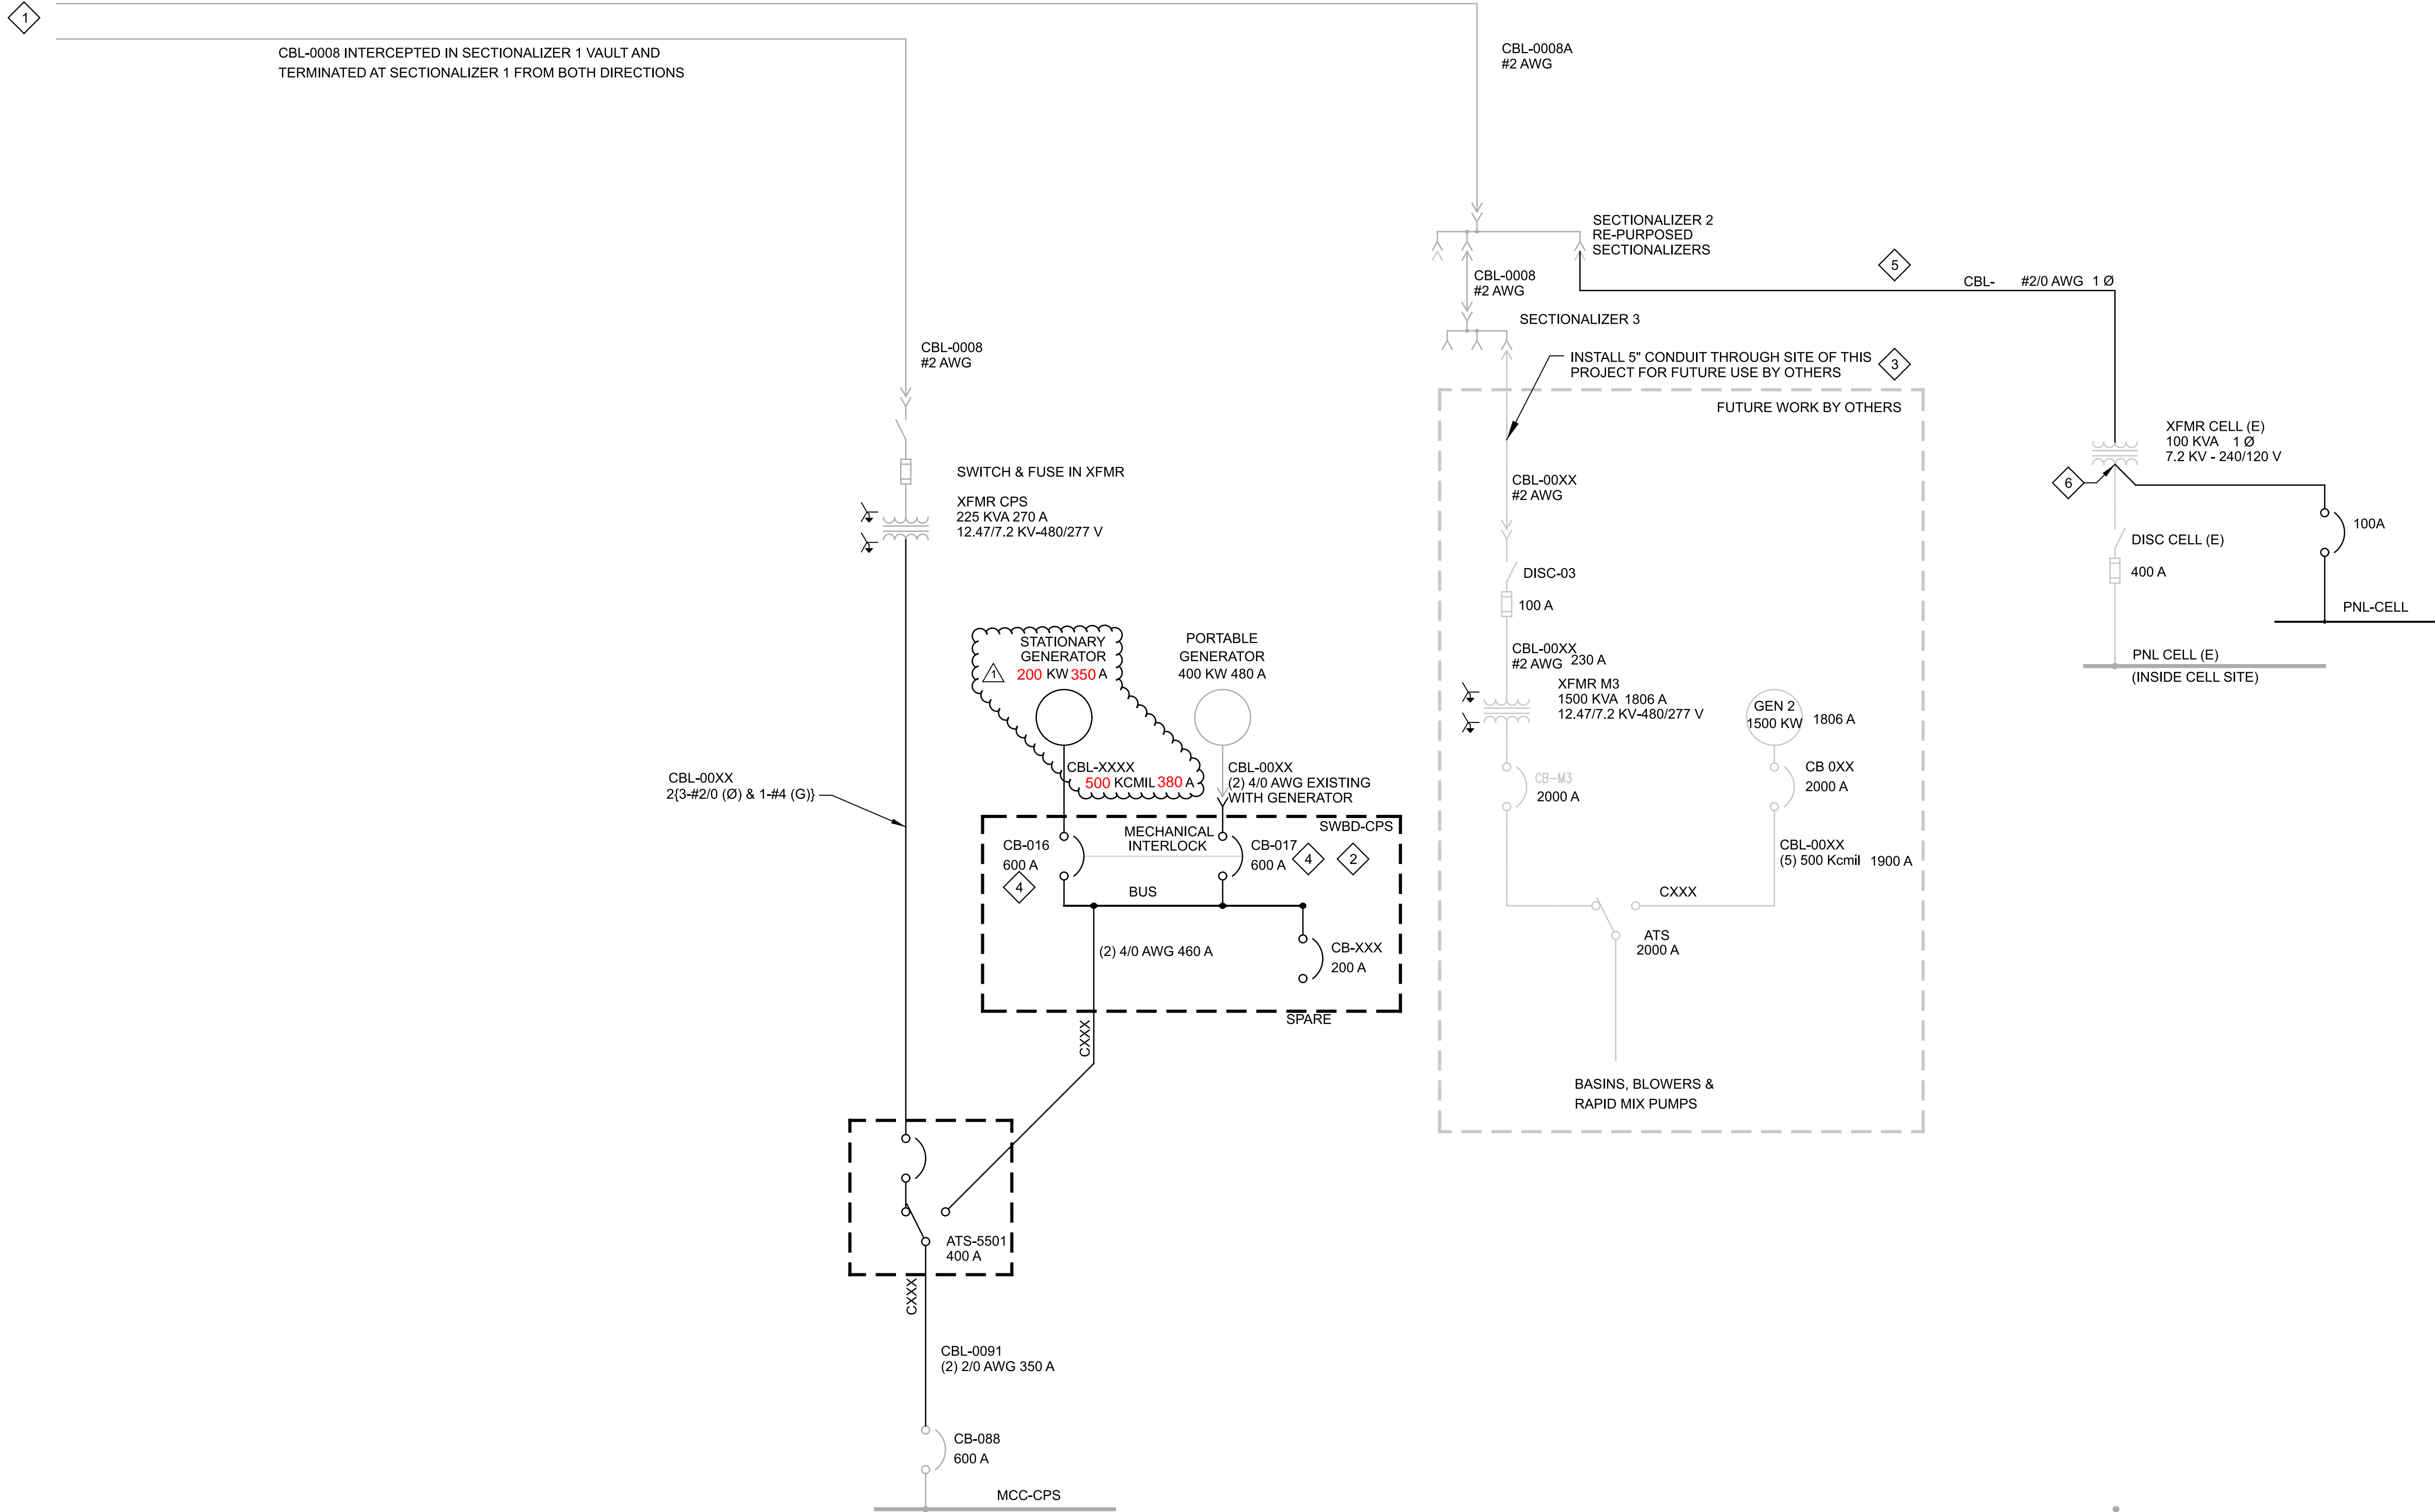 1
CBL-0008 INTERCEPTED IN SECTIONALIZER 1 VAULT AND
TERMINATED AT SECTIONALIZER 1 FROM BOTH DIRECTIONS
CBL-0008A
#2 AWG
SECTIONALIZER 2
RE-PURPOSED
SECTIONALIZERS
CBL-0008
#2 AWG
5
CBL- #2/0 AWG 1 Ø
SECTIONALIZER 3
CBL-0008
#2 AWG
INSTALL 5" CONDUIT THROUGH SITE OF THIS
PROJECT FOR FUTURE USE BY OTHERS
3
FUTURE WORK BY OTHERS
SWITCH & FUSE IN XFMR
XFMR CPS
225 KVA 270 A
12.47/7.2 KV-480/277 V
CBL-00XX
#2 AWG
DISC-03
100 A
CBL-00XX
#2 AWG 230 A
XFMR M3
1500 KVA 1806 A
12.47/7.2 KV-480/277 V
GEN 2
1500 KW
1806 A
CB-M3
2000 A
CB 0XX
2000 A
CBL-00XX
(5) 500 Kcmil 1900 A
CXXX
ATS
2000 A
BASINS, BLOWERS &
RAPID MIX PUMPS
XFMR CELL (E)
100 KVA 1 Ø
7.2 KV - 240/120 V
6
DISC CELL (E)
400 A
100A
PNL-CELL
PNL CELL (E)
(INSIDE CELL SITE)
STATIONARY
GENERATOR
200 KW 350 A
1
PORTABLE
GENERATOR
400 KW 480 A
CBL-XXXX
500 KCMIL 380 A
CBL-00XX
(2) 4/0 AWG EXISTING
WITH GENERATOR
CBL-00XX
2{3-#2/0 (Ø) & 1-#4 (G)}
SWBD-CPS
MECHANICAL
INTERLOCK
CB-016
600 A
4
CB-017
600 A
4
2
BUS
(2) 4/0 AWG 460 A
CB-XXX
200 A
SPARE
CXXX
ATS-5501
400 A
CXXX
CBL-0091
(2) 2/0 AWG 350 A
CB-088
600 A
MCC-CPS